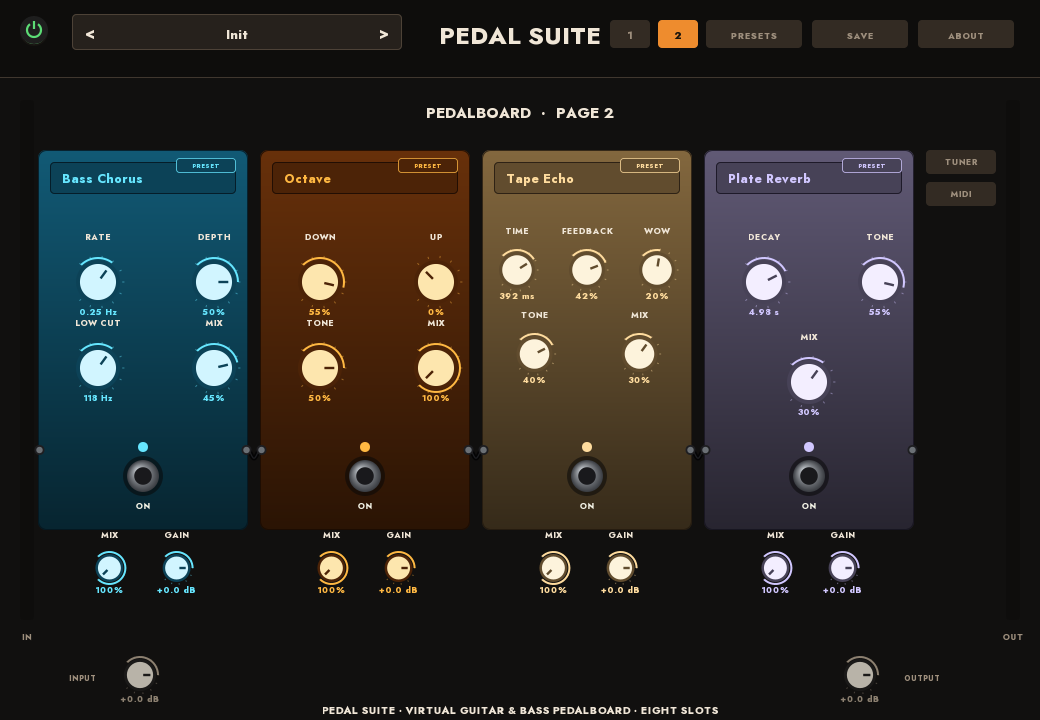 < Init >
PEDAL SUITE
1
2
PRESETS
SAVE
ABOUT
PEDALBOARD · PAGE 2
PRESET
Bass Chorus
RATE
DEPTH
0.25 Hz
50%
LOW CUT
MIX
118 Hz
45%
ON
MIX
GAIN
100%
+0.0 dB
PRESET
Octave
DOWN
UP
55%
0%
TONE
MIX
50%
100%
ON
MIX
GAIN
100%
+0.0 dB
PRESET
Tape Echo
TIME
FEEDBACK
WOW
392 ms
42%
20%
TONE
MIX
40%
30%
ON
MIX
GAIN
100%
+0.0 dB
PRESET
Plate Reverb
DECAY
TONE
4.98 s
55%
MIX
30%
ON
MIX
GAIN
100%
+0.0 dB
TUNER
MIDI
IN
OUT
INPUT
+0.0 dB
OUTPUT
+0.0 dB
PEDAL SUITE · VIRTUAL GUITAR & BASS PEDALBOARD · EIGHT SLOTS